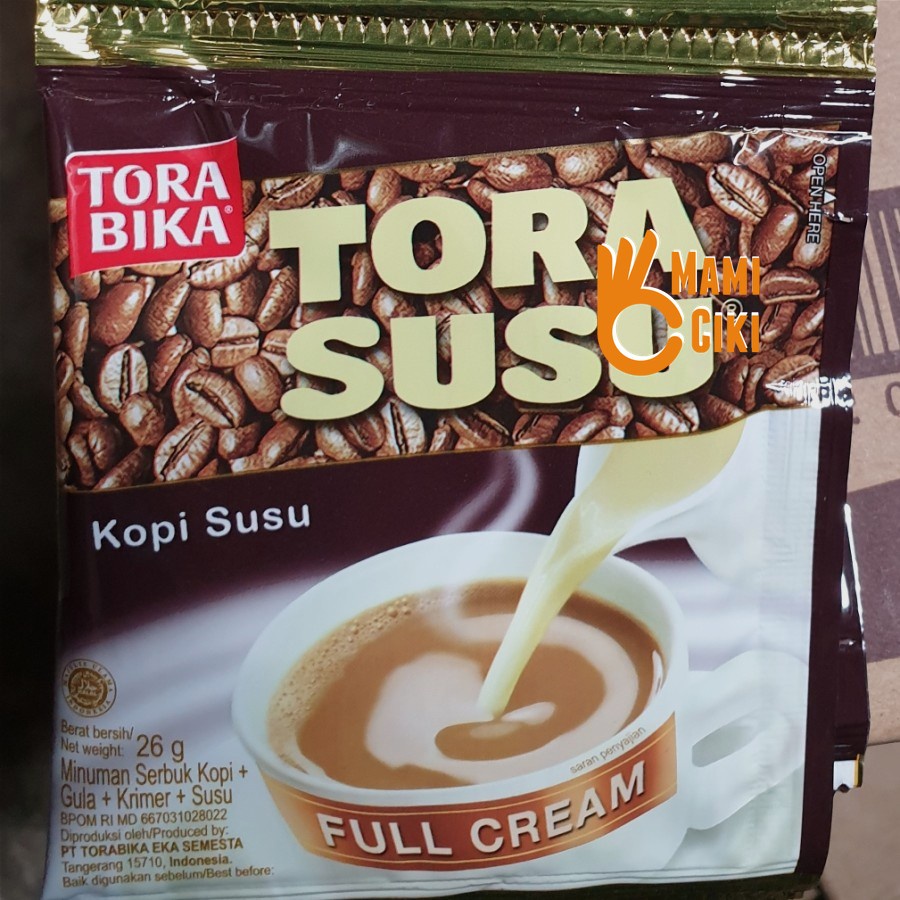 OPEN HERE
TORA
BIKA®
TORA
SUSU®
MAMI
CIKI
Kopi Susu
Berat bersih/
Net weight: 26 g
Minuman Serbuk Kopi +
Gula + Krimer + Susu
BPOM RI MD 667031028022
Diproduksi oleh/Produced by:
PT TORABIKA EKA SEMESTA
Tangerang 15710, Indonesia.
Baik digunakan sebelum/Best before:
saran penyajian
FULL CREAM